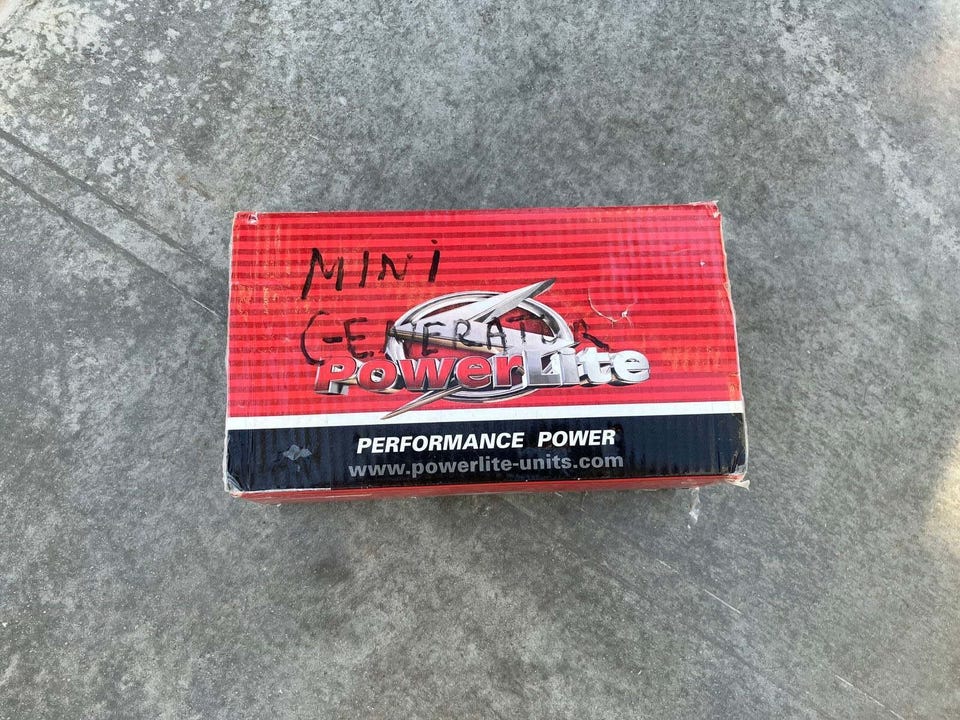 MINi
GENERATOR
PowerLite
PERFORMANCE POWER
www.powerlite-units.com